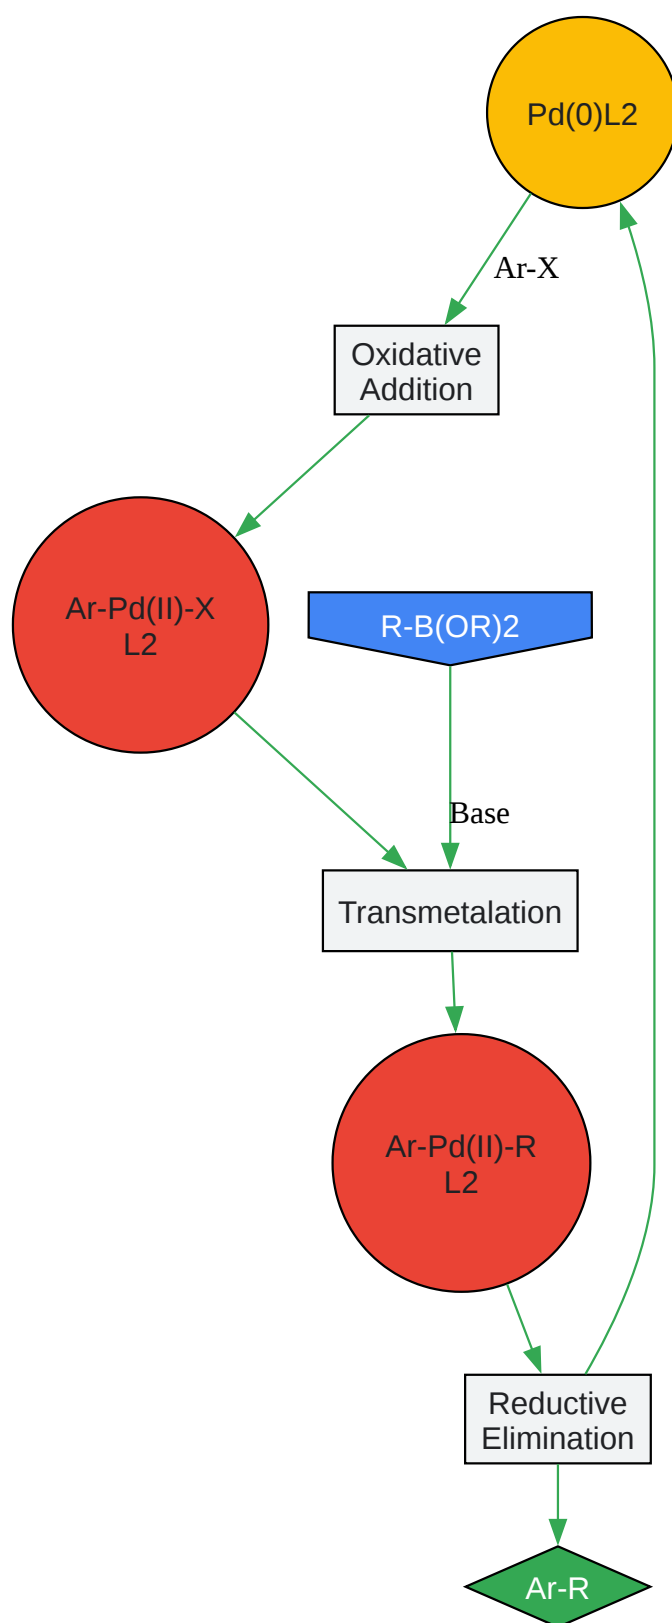 Pd(0)L2
Ar-X
Oxidative
Addition
Ar-Pd(II)-X
L2
R-B(OR)2
Base
Transmetalation
Ar-Pd(II)-R
L2
Reductive
Elimination
Ar-R